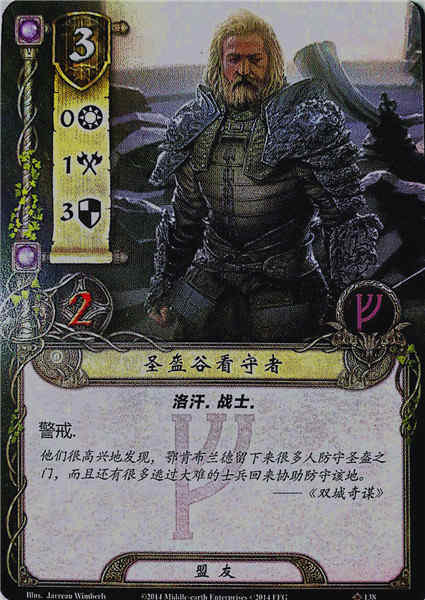 3
0
1
3
2
圣盔谷看守者
洛汗. 战士.
警戒.
他们很高兴地发现，鄂肯布兰德留下来很多人防守圣盔之
门，而且还有很多逃过大难的士兵回来协助防守该地。
——《双城奇谋》
盟友
Illus. Jarreau Wimberly ©2014 Middle-earth Enterprises ©2014 FFG 138